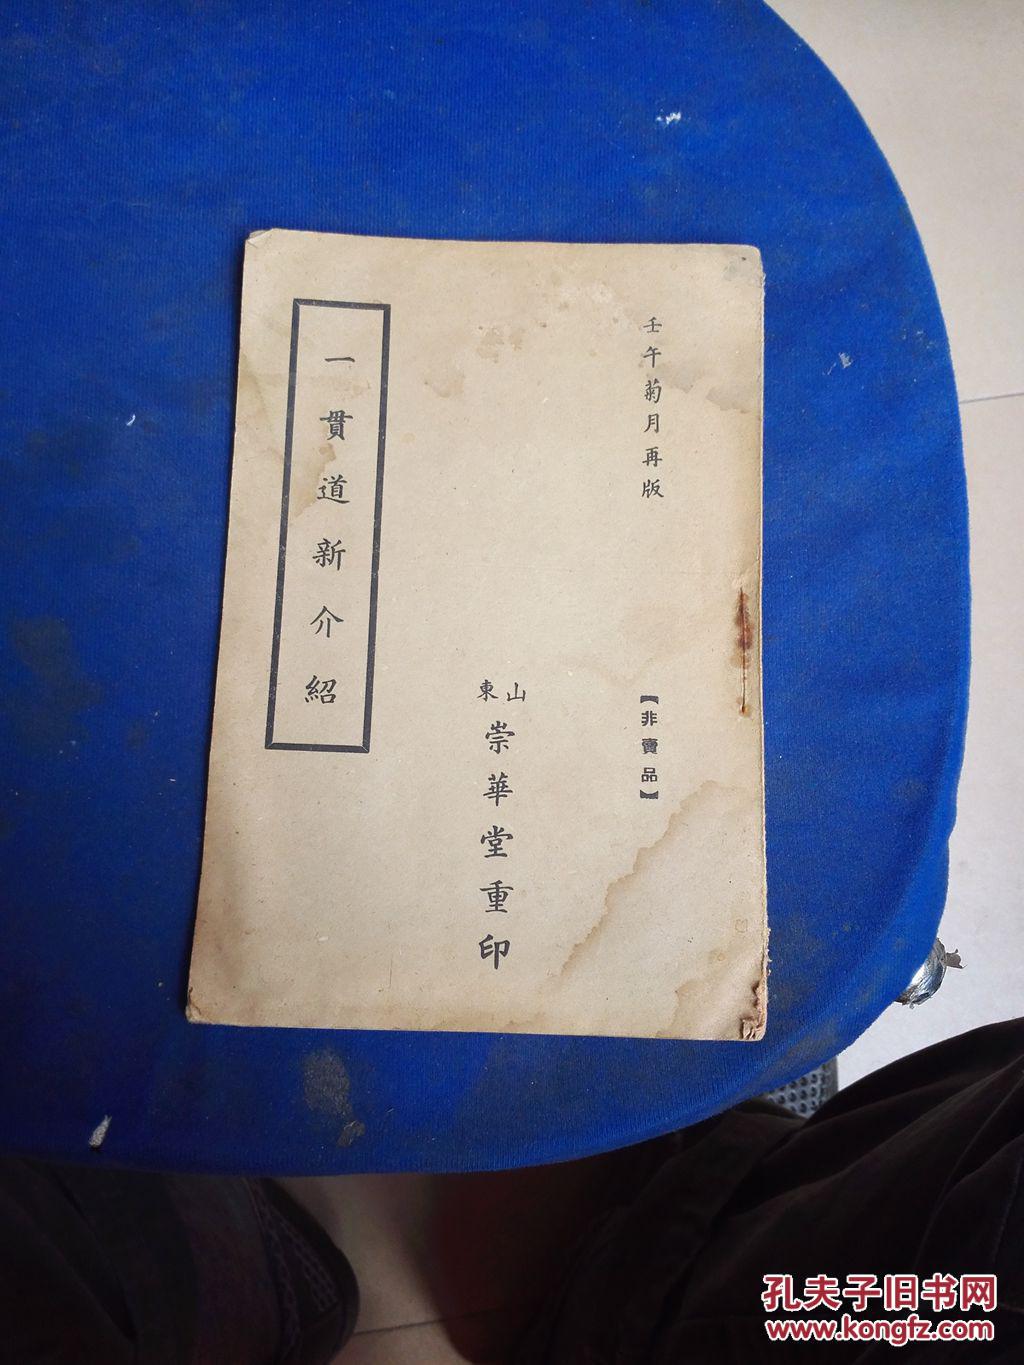 壬午菊月再版
【非賣品】
山東
崇華堂重印
一貫道新介紹
孔夫子旧书网
www.kongfz.com